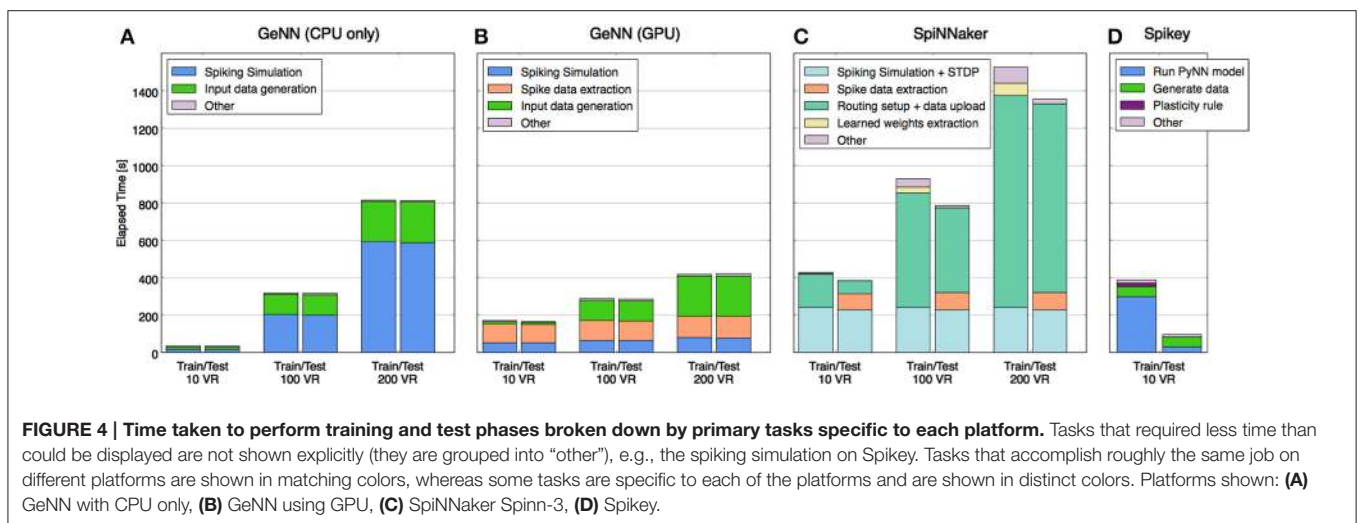 A
GeNN (CPU only)
Spiking Simulation
Input data generation
Other
Elapsed Time [s]
1400
1200
1000
800
600
400
200
0
Train/Test
10 VR
Train/Test
100 VR
Train/Test
200 VR
B
GeNN (GPU)
Spiking Simulation
Spike data extraction
Input data generation
Other
Train/Test
10 VR
Train/Test
100 VR
Train/Test
200 VR
C
SpiNNaker
Spiking Simulation + STDP
Spike data extraction
Routing setup + data upload
Learned weights extraction
Other
Train/Test
10 VR
Train/Test
100 VR
Train/Test
200 VR
D
Spikey
Run PyNN model
Generate data
Plasticity rule
Other
Train/Test
10 VR
FIGURE 4 | Time taken to perform training and test phases broken down by primary tasks specific to each platform. Tasks that required less time than
could be displayed are not shown explicitly (they are grouped into “other”), e.g., the spiking simulation on Spikey. Tasks that accomplish roughly the same job on
different platforms are shown in matching colors, whereas some tasks are specific to each of the platforms and are shown in distinct colors. Platforms shown: (A)
GeNN with CPU only, (B) GeNN using GPU, (C) SpiNNaker Spinn-3, (D) Spikey.